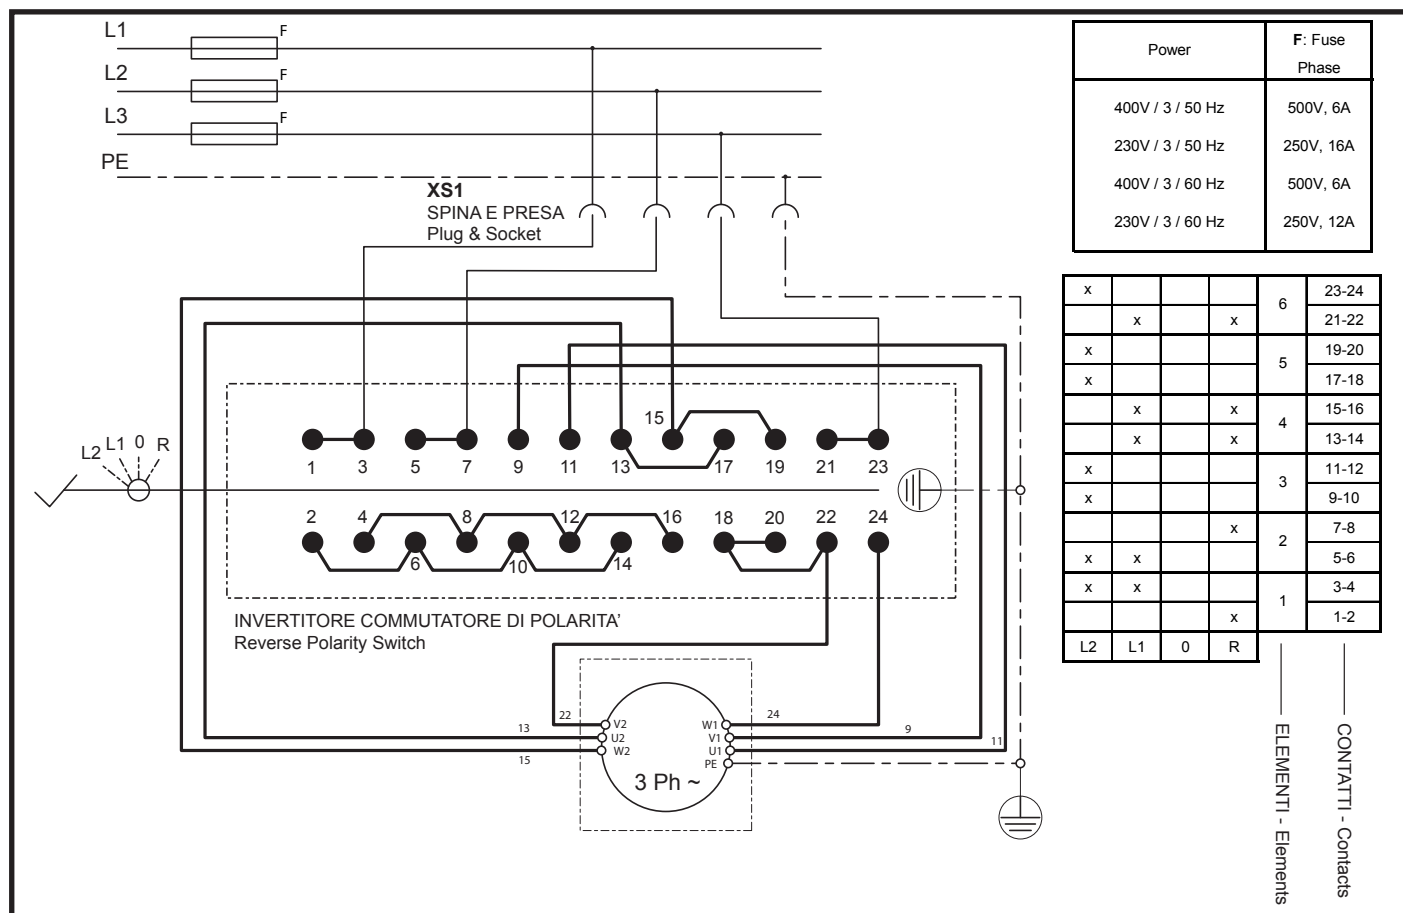 L1
F
L2
F
L3
F
PE
XS1
SPINA E PRESA
Plug & Socket
Power
F: Fuse
Phase
400V / 3 / 50 Hz 500V, 6A
230V / 3 / 50 Hz 250V, 16A
400V / 3 / 60 Hz 500V, 6A
230V / 3 / 60 Hz 250V, 12A
x 6 23-24
x x 21-22
x 5 19-20
x 17-18
x x 4 15-16
x x 13-14
x 3 11-12
x 9-10
x 2 7-8
x x 5-6
x x 1 3-4
x 1-2
L2 L1 0 R
ELEMENTI - Elements
CONTATTI - Contacts
L2 L1 0 R
15
1 3 5 7 9 11 13 17 19 21 23
2 4 8 12 16 18 20 22 24
6 10 14
INVERTITORE COMMUTATORE DI POLARITA'
Reverse Polarity Switch
22 V2 W1 24
13 U2 V1 9
15 W2 U1 11
PE
3 Ph ~